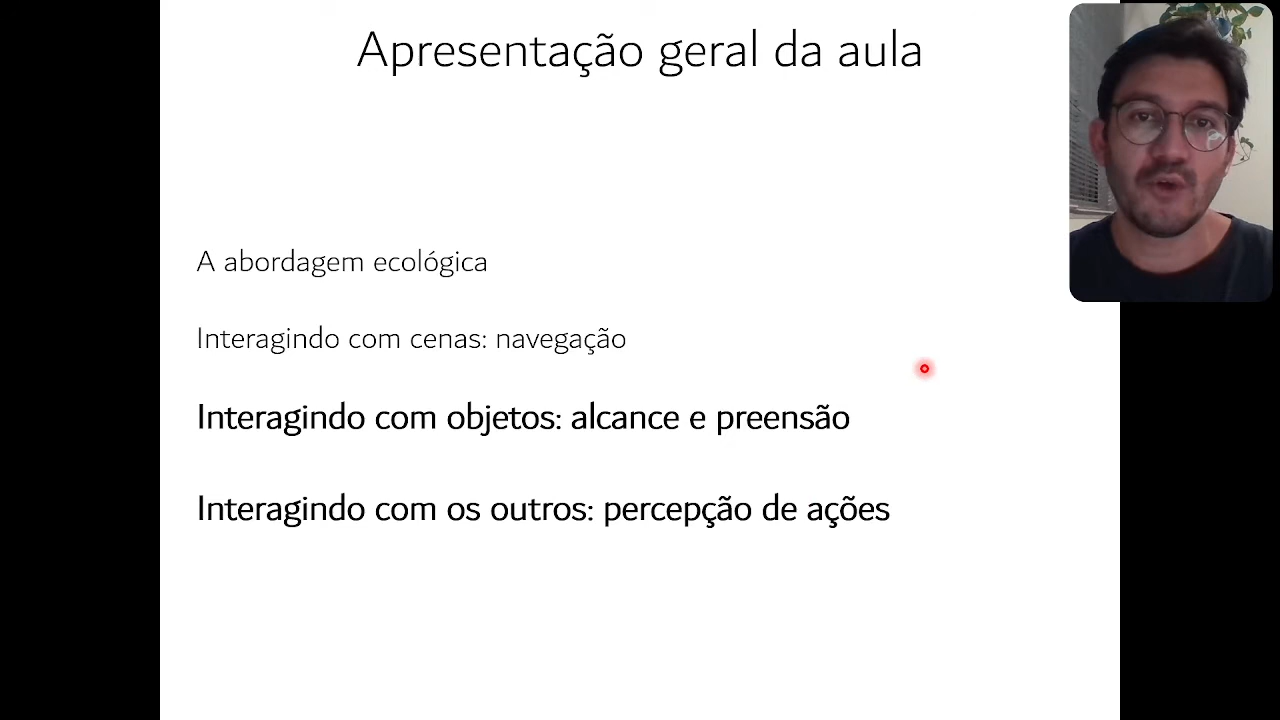 Apresentação geral da aula
A abordagem ecológica
Interagindo com cenas: navegação
Interagindo com objetos: alcance e preensão
Interagindo com os outros: percepção de ações